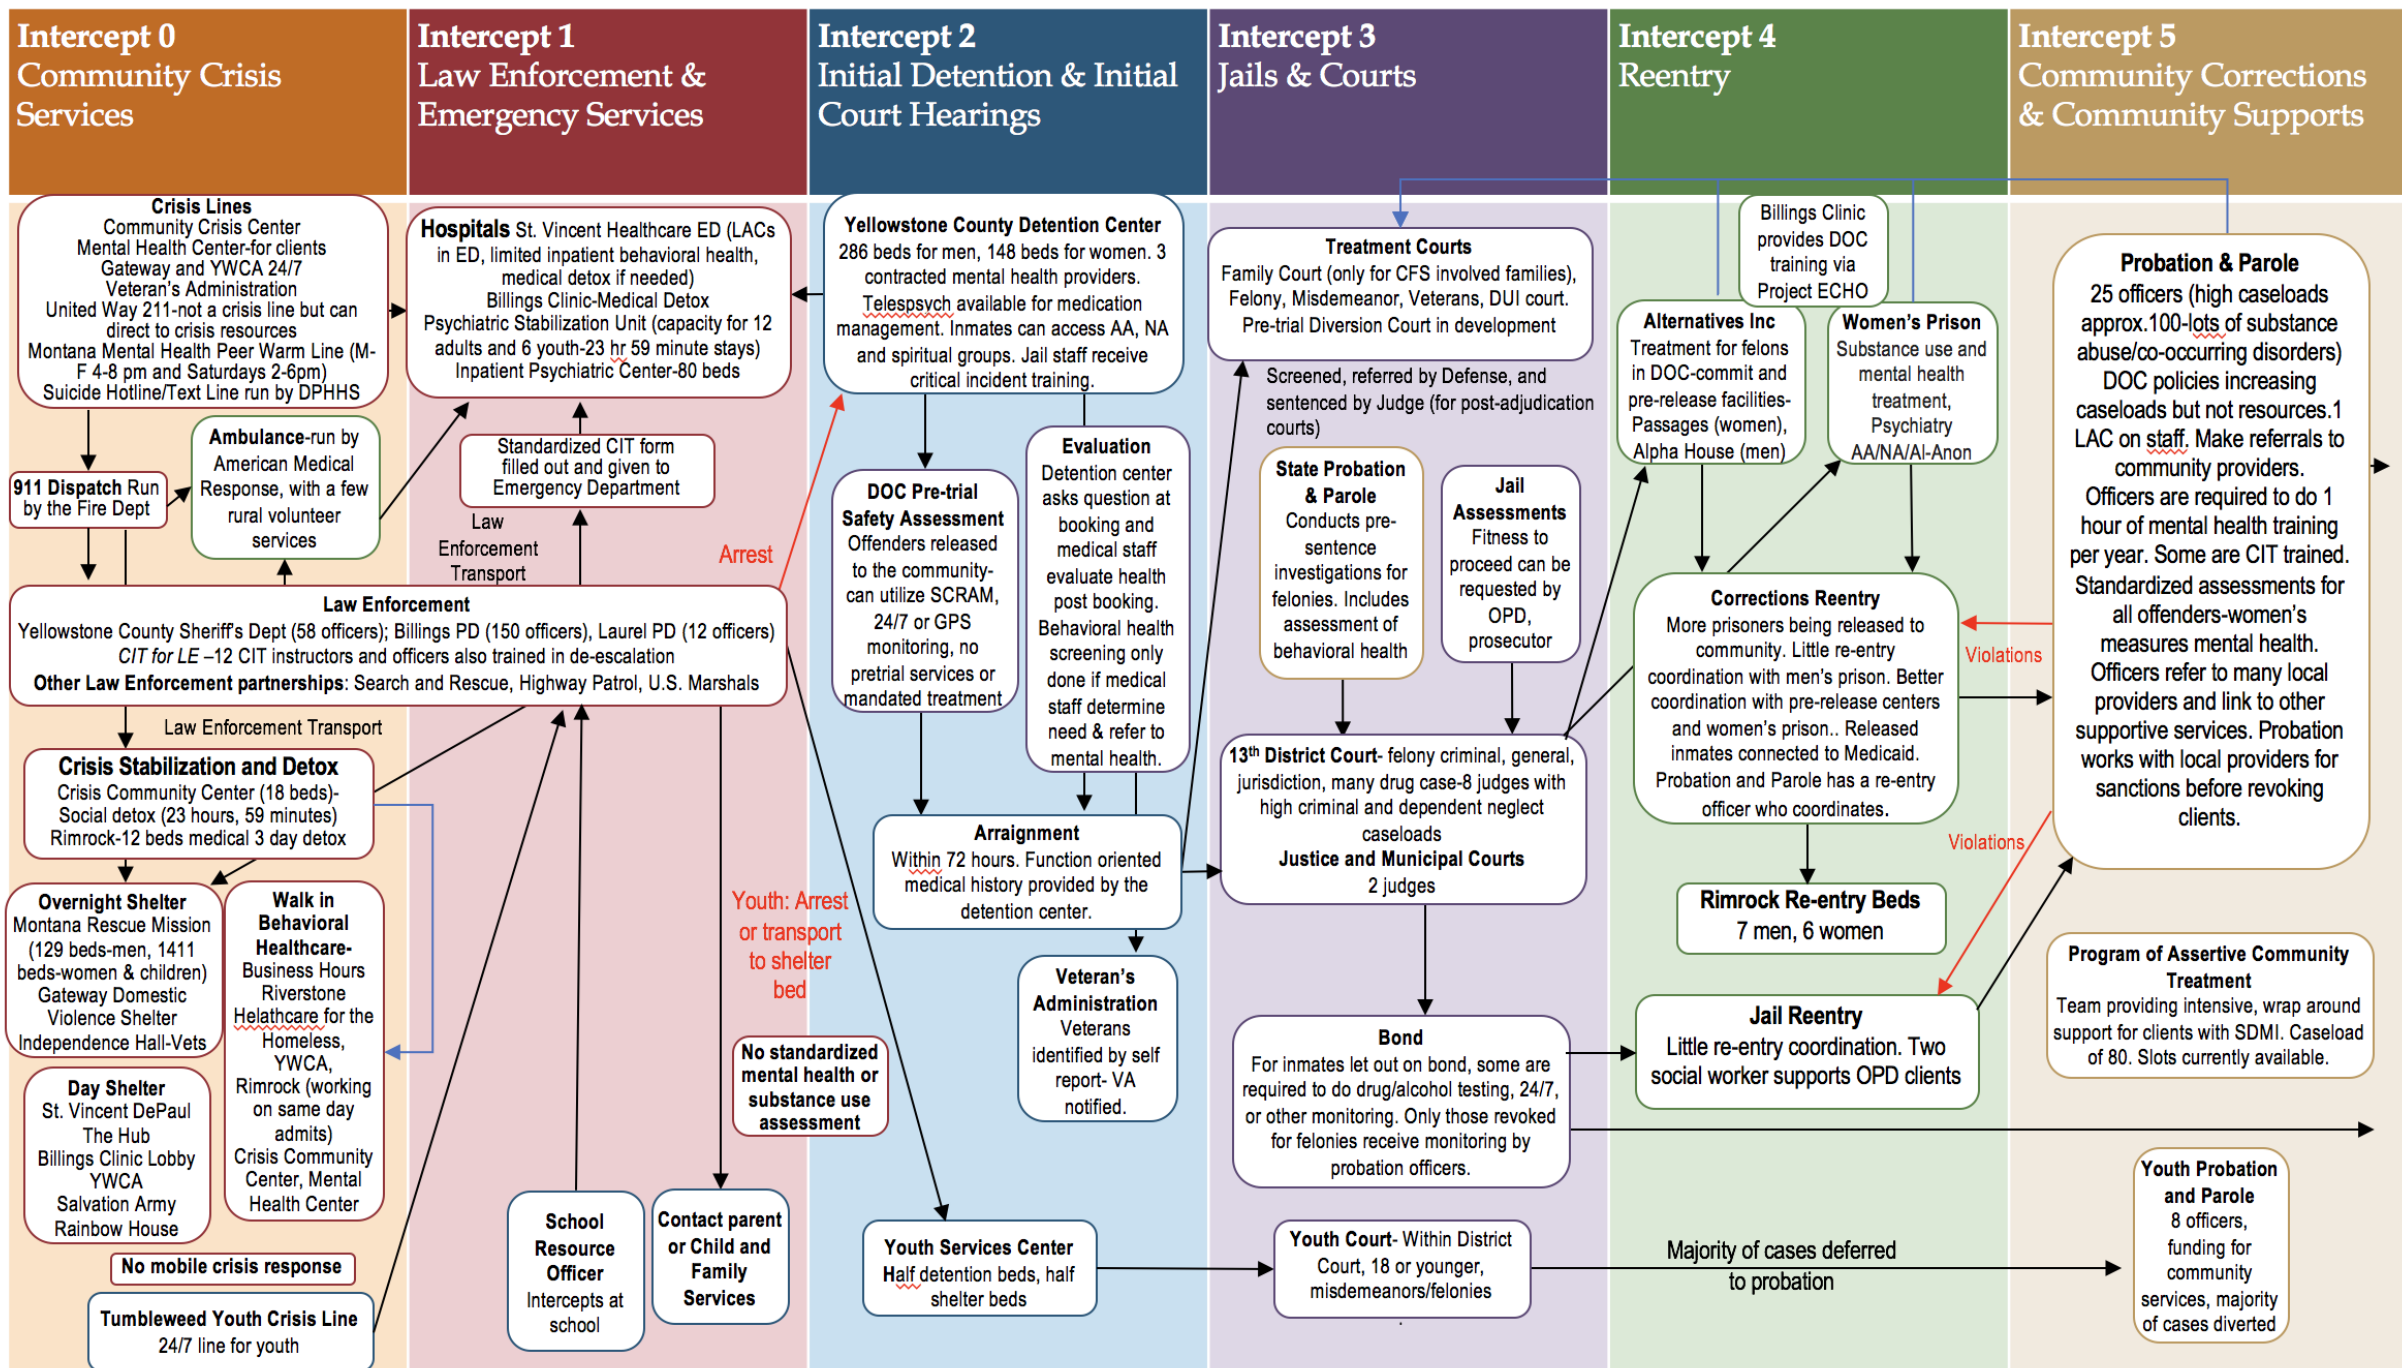 Intercept 0
Community Crisis
Services
Intercept 1
Law Enforcement &
Emergency Services
Intercept 2
Initial Detention & Initial
Court Hearings
Intercept 3
Jails & Courts
Intercept 4
Reentry
Intercept 5
Community Corrections
& Community Supports
Crisis Lines
Community Crisis Center
Mental Health Center-for clients
Gateway and YWCA 24/7
Veteran's Administration
United Way 211-not a crisis line but can
direct to crisis resources
Montana Mental Health Peer Warm Line (M-
F 4-8 pm and Saturdays 2-6pm)
Suicide Hotline/Text Line run by DPHHS
911 Dispatch Run
by the Fire Dept
Ambulance-run by
American Medical
Response, with a few
rural volunteer
services
Hospitals St. Vincent Healthcare ED (LACs
in ED, limited inpatient behavioral health,
medical detox if needed)
Billings Clinic-Medical Detox
Psychiatric Stabilization Unit (capacity for 12
adults and 6 youth-23 hr 59 minute stays)
Inpatient Psychiatric Center-80 beds
Standardized CIT form
filled out and given to
Emergency Department
Law
Enforcement
Transport
Arrest
Law Enforcement
Yellowstone County Sheriff's Dept (58 officers); Billings PD (150 officers), Laurel PD (12 officers)
CIT for LE –12 CIT instructors and officers also trained in de-escalation
Other Law Enforcement partnerships: Search and Rescue, Highway Patrol, U.S. Marshals
Law Enforcement Transport
Crisis Stabilization and Detox
Crisis Community Center (18 beds)-
Social detox (23 hours, 59 minutes)
Rimrock-12 beds medical 3 day detox
Overnight Shelter
Montana Rescue Mission
(129 beds-men, 1411
beds-women & children)
Gateway Domestic
Violence Shelter
Independence Hall-Vets
Walk in
Behavioral
Healthcare-
Business Hours
Riverstone
Helathcare for the
Homeless,
YWCA,
Rimrock (working
on same day
admits)
Crisis Community
Center, Mental
Health Center
Day Shelter
St. Vincent DePaul
The Hub
Billings Clinic Lobby
YWCA
Salvation Army
Rainbow House
No mobile crisis response
Tumbleweed Youth Crisis Line
24/7 line for youth
School
Resource
Officer
Intercepts at
school
Contact parent
or Child and
Family
Services
Youth: Arrest
or transport
to shelter
bed
No standardized
mental health or
substance use
assessment
Yellowstone County Detention Center
286 beds for men, 148 beds for women. 3
contracted mental health providers.
Telespsych available for medication
management. Inmates can access AA, NA
and spiritual groups. Jail staff receive
critical incident training.
DOC Pre-trial
Safety Assessment
Offenders released
to the community-
can utilize SCRAM,
24/7 or GPS
monitoring, no
pretrial services or
mandated treatment
Evaluation
Detention center
asks question at
booking and
medical staff
evaluate health
post booking.
Behavioral health
screening only
done if medical
staff determine
need & refer to
mental health.
Arraignment
Within 72 hours. Function oriented
medical history provided by the
detention center.
Veteran's
Administration
Veterans
identified by self
report- VA
notified.
Youth Services Center
Half detention beds, half
shelter beds
Treatment Courts
Family Court (only for CFS involved families),
Felony, Misdemeanor, Veterans, DUI court.
Pre-trial Diversion Court in development
Screened, referred by Defense, and
sentenced by Judge (for post-adjudication
courts)
State Probation
& Parole
Conducts pre-
sentence
investigations for
felonies. Includes
assessment of
behavioral health
Jail
Assessments
Fitness to
proceed can be
requested by
OPD,
prosecutor
13th District Court- felony criminal, general,
jurisdiction, many drug case-8 judges with
high criminal and dependent neglect
caseloads
Justice and Municipal Courts
2 judges
Bond
For inmates let out on bond, some are
required to do drug/alcohol testing, 24/7,
or other monitoring. Only those revoked
for felonies receive monitoring by
probation officers.
Youth Court- Within District
Court, 18 or younger,
misdemeanors/felonies
.
Billings Clinic
provides DOC
training via
Project ECHO
Alternatives Inc
Treatment for felons
in DOC-commit and
pre-release facilities-
Passages (women),
Alpha House (men)
Women's Prison
Substance use and
mental health
treatment,
Psychiatry
AA/NA/Al-Anon
Corrections Reentry
More prisoners being released to
community. Little re-entry
coordination with men's prison. Better
coordination with pre-release centers
and women's prison.. Released
inmates connected to Medicaid.
Probation and Parole has a re-entry
officer who coordinates.
Violations
Violations
Rimrock Re-entry Beds
7 men, 6 women
Jail Reentry
Little re-entry coordination. Two
social worker supports OPD clients
Majority of cases deferred
to probation
Probation & Parole
25 officers (high caseloads
approx.100-lots of substance
abuse/co-occurring disorders)
DOC policies increasing
caseloads but not resources.1
LAC on staff. Make referrals to
community providers.
Officers are required to do 1
hour of mental health training
per year. Some are CIT trained.
Standardized assessments for
all offenders-women's
measures mental health.
Officers refer to many local
providers and link to other
supportive services. Probation
works with local providers for
sanctions before revoking
clients.
Program of Assertive Community
Treatment
Team providing intensive, wrap around
support for clients with SDMI. Caseload
of 80. Slots currently available.
Youth Probation
and Parole
8 officers,
funding for
community
services, majority
of cases diverted